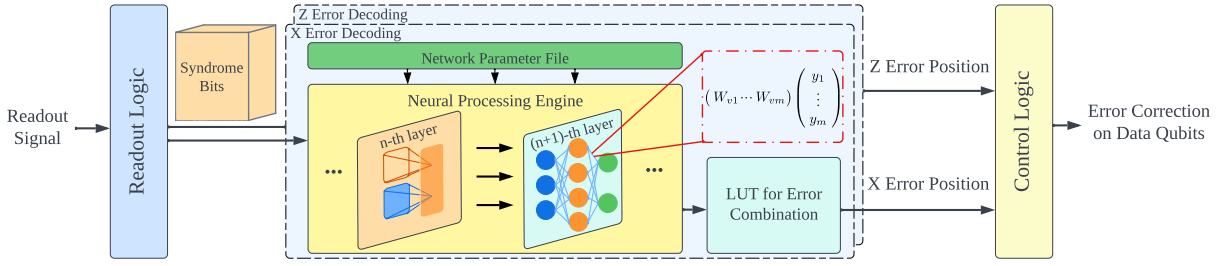 Readout
Signal
Readout Logic
Syndrome
Bits
Z Error Decoding
X Error Decoding
Network Parameter File
Neural Processing Engine
n-th layer
(n+1)-th layer
...
...
(W_{v1} ⋯ W_{vm}) (y_1 ⋮ y_m)
LUT for Error
Combination
Z Error Position
X Error Position
Control Logic
Error Correction
on Data Qubits